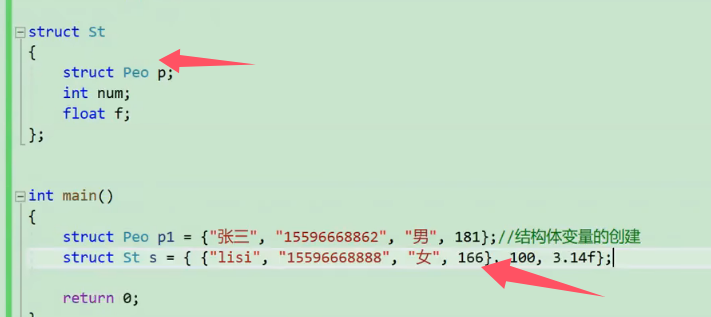 struct St
{
struct Peo p;
int num;
float f;
};
int main()
{
struct Peo p1 = {"张三", "15596668862", "男", 181};//结构体变量的创建
struct St s = { {"lisi", "15596668888", "女", 166}, 100, 3.14f};
return 0;
}